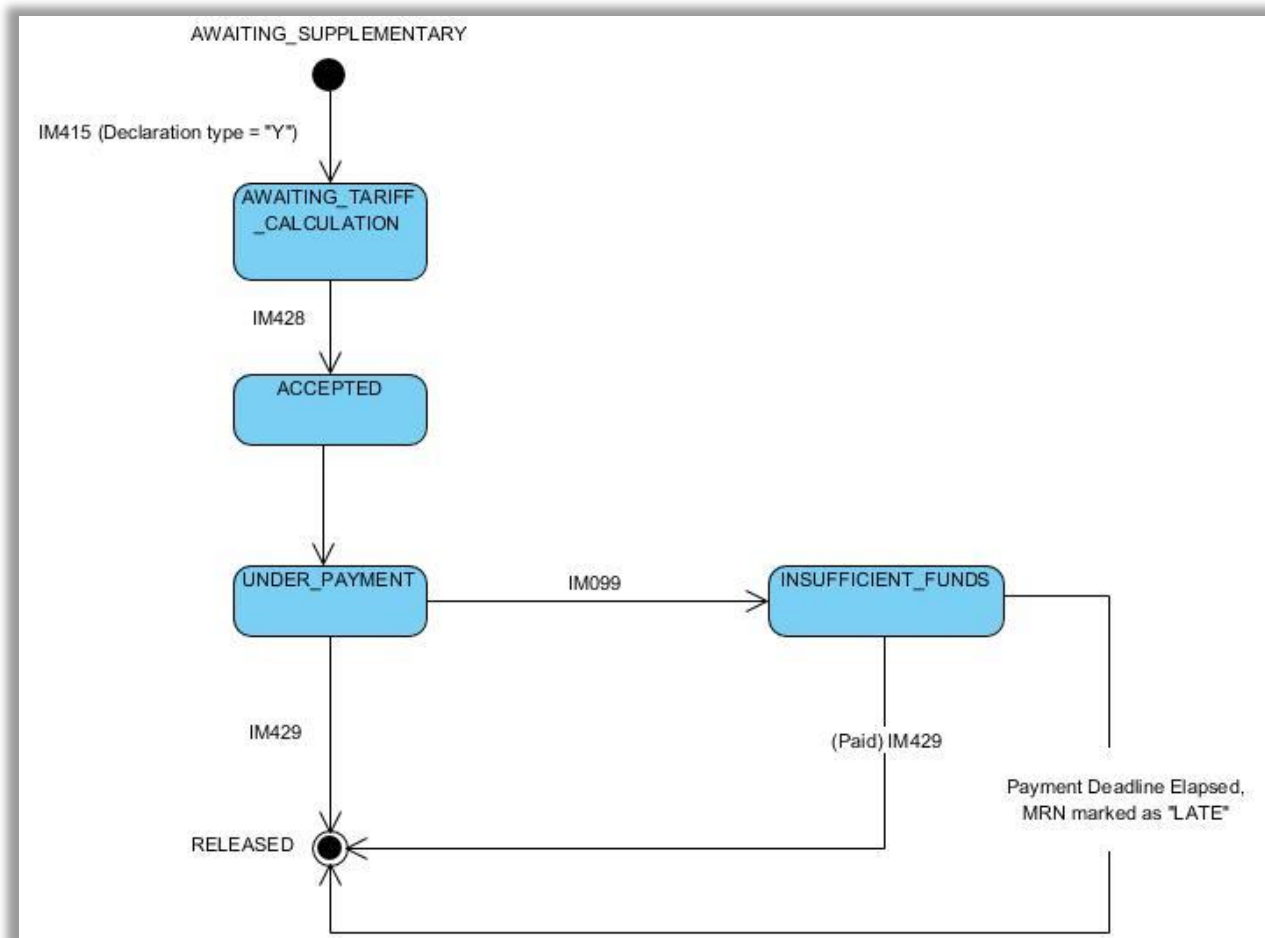 AWAITING_SUPPLEMENTARY
IM415 (Declaration type = "Y")
AWAITING_TARIFF
_CALCULATION
IM428
ACCEPTED
UNDER_PAYMENT
IM099
INSUFFICIENT_FUNDS
IM429
(Paid) IM429
Payment Deadline Elapsed,
MRN marked as "LATE"
RELEASED